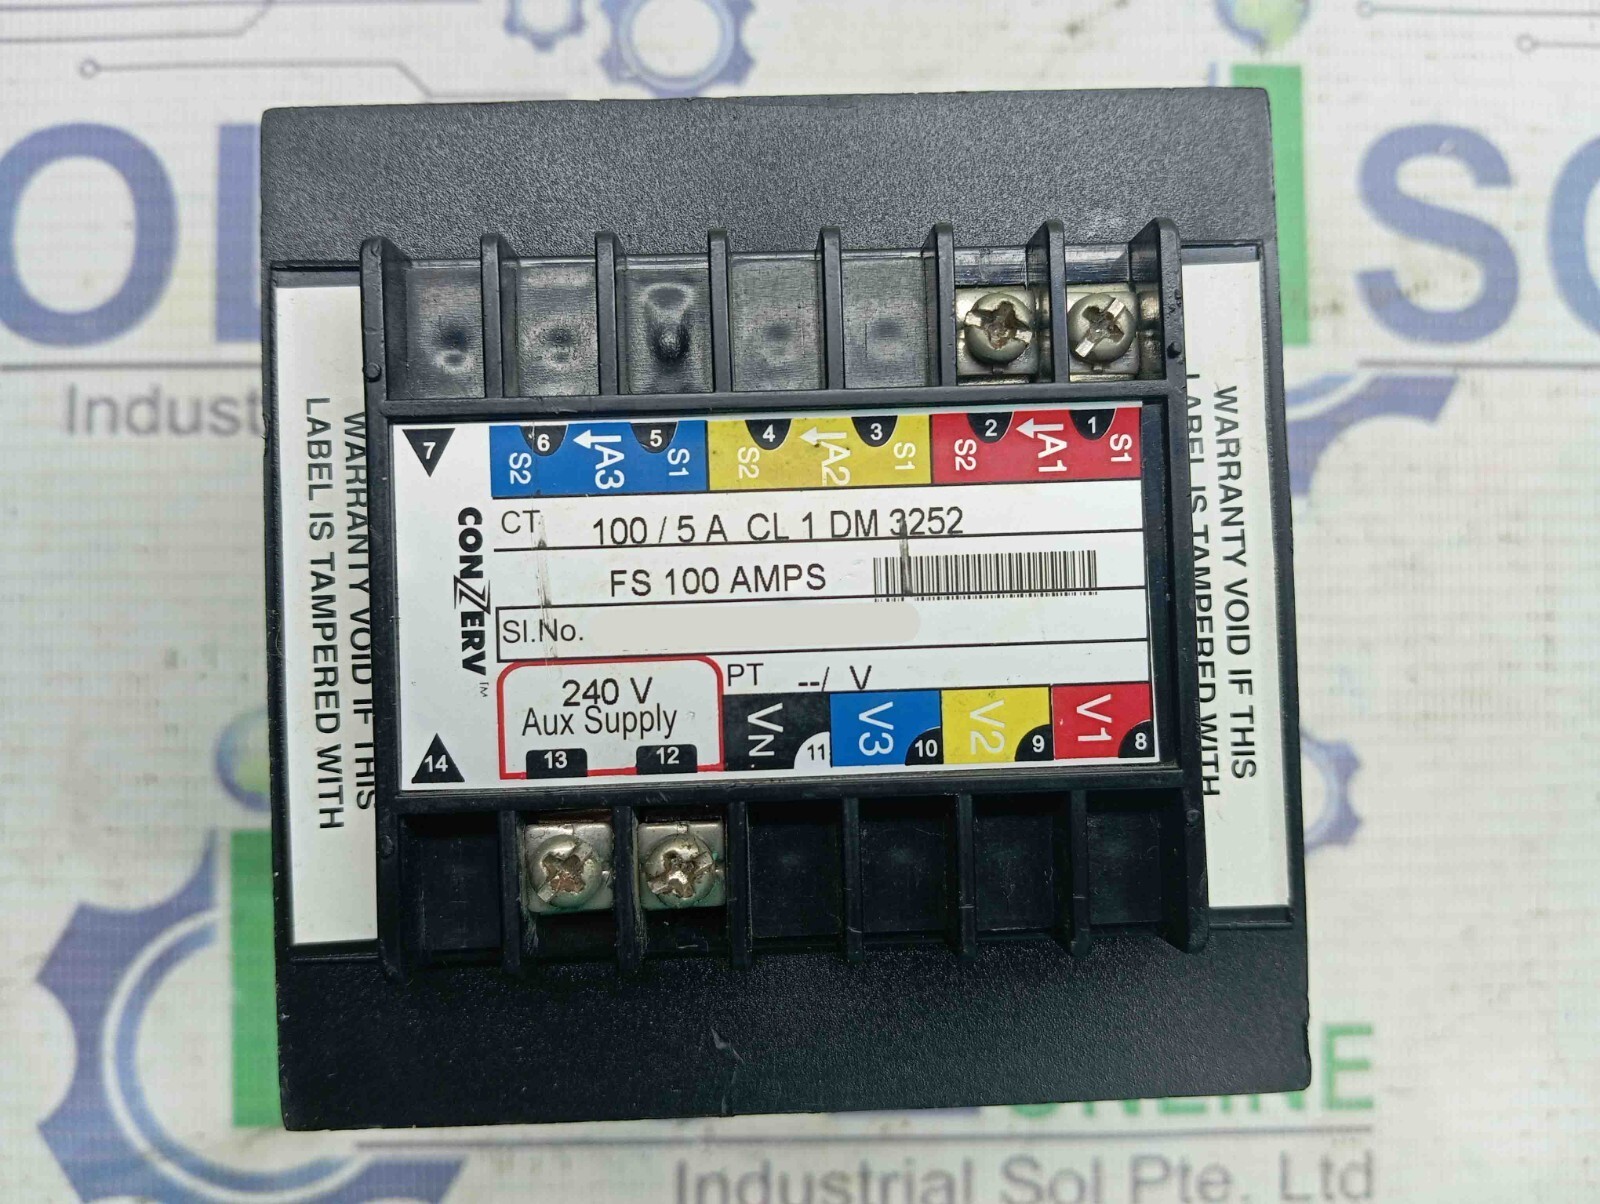 7
6
5
4
3
2
1
S2
A3
S1
S2
A2
S1
S2
A1
S1
CONZERV™
CT 100 / 5 A CL 1 DM 3252
FS 100 AMPS
Sl.No.
240 V
Aux Supply
PT --/ V
VN
V3
V2
V1
14
13
12
11
10
9
8
WARRANTY VOID IF THIS
LABEL IS TAMPERED WITH
WARRANTY VOID IF THIS
LABEL IS TAMPERED WITH
Industrial Sol Pte. Ltd